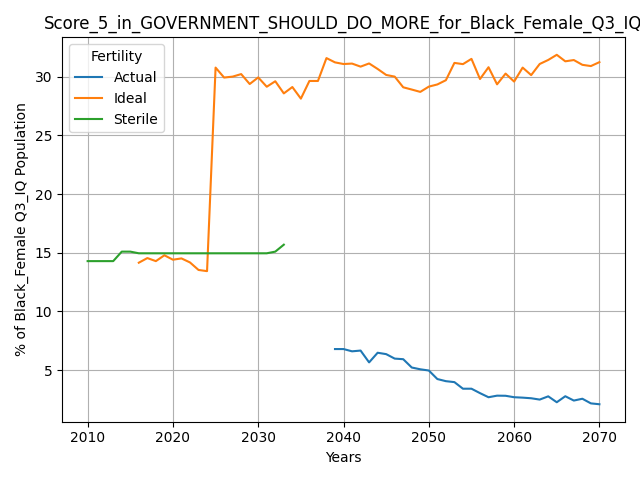 Score_5_in_GOVERNMENT_SHOULD_DO_MORE_for_Black_Female_Q3_IQ
Fertility
Actual
Ideal
Sterile
% of Black_Female Q3_IQ Population
30
25
20
15
10
5
2010 2020 2030 2040 2050 2060 2070
Years